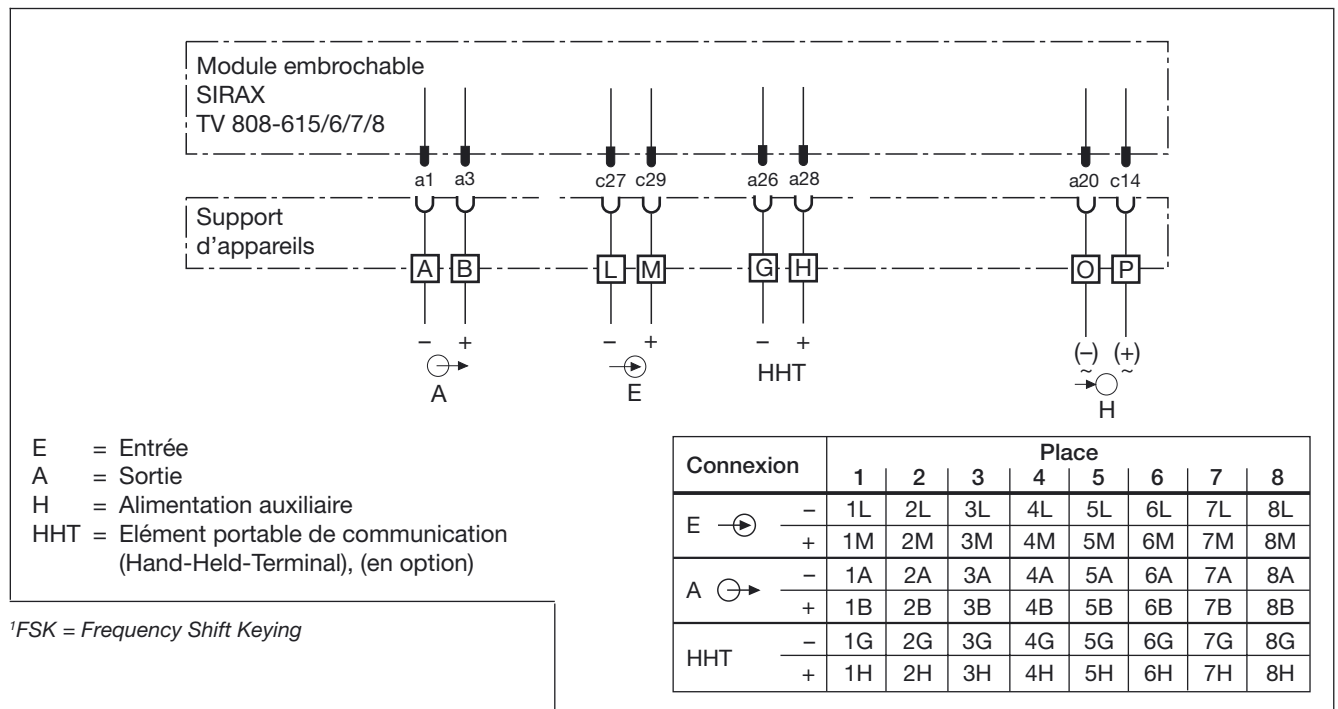 Module embrochable
SIRAX
TV 808-615/6/7/8
a1 a3 c27 c29 a26 a28 a20 c14
Support
d'appareils
A B L M G H O P
– + – + – + (–) (+)
~ ~
A E HHT H
E = Entrée
A = Sortie
H = Alimentation auxiliaire
HHT = Elément portable de communication
(Hand-Held-Terminal), (en option)
¹FSK = Frequency Shift Keying
Connexion Place
1 2 3 4 5 6 7 8
E – 1L 2L 3L 4L 5L 6L 7L 8L
+ 1M 2M 3M 4M 5M 6M 7M 8M
A – 1A 2A 3A 4A 5A 6A 7A 8A
+ 1B 2B 3B 4B 5B 6B 7B 8B
HHT – 1G 2G 3G 4G 5G 6G 7G 8G
+ 1H 2H 3H 4H 5H 6H 7H 8H